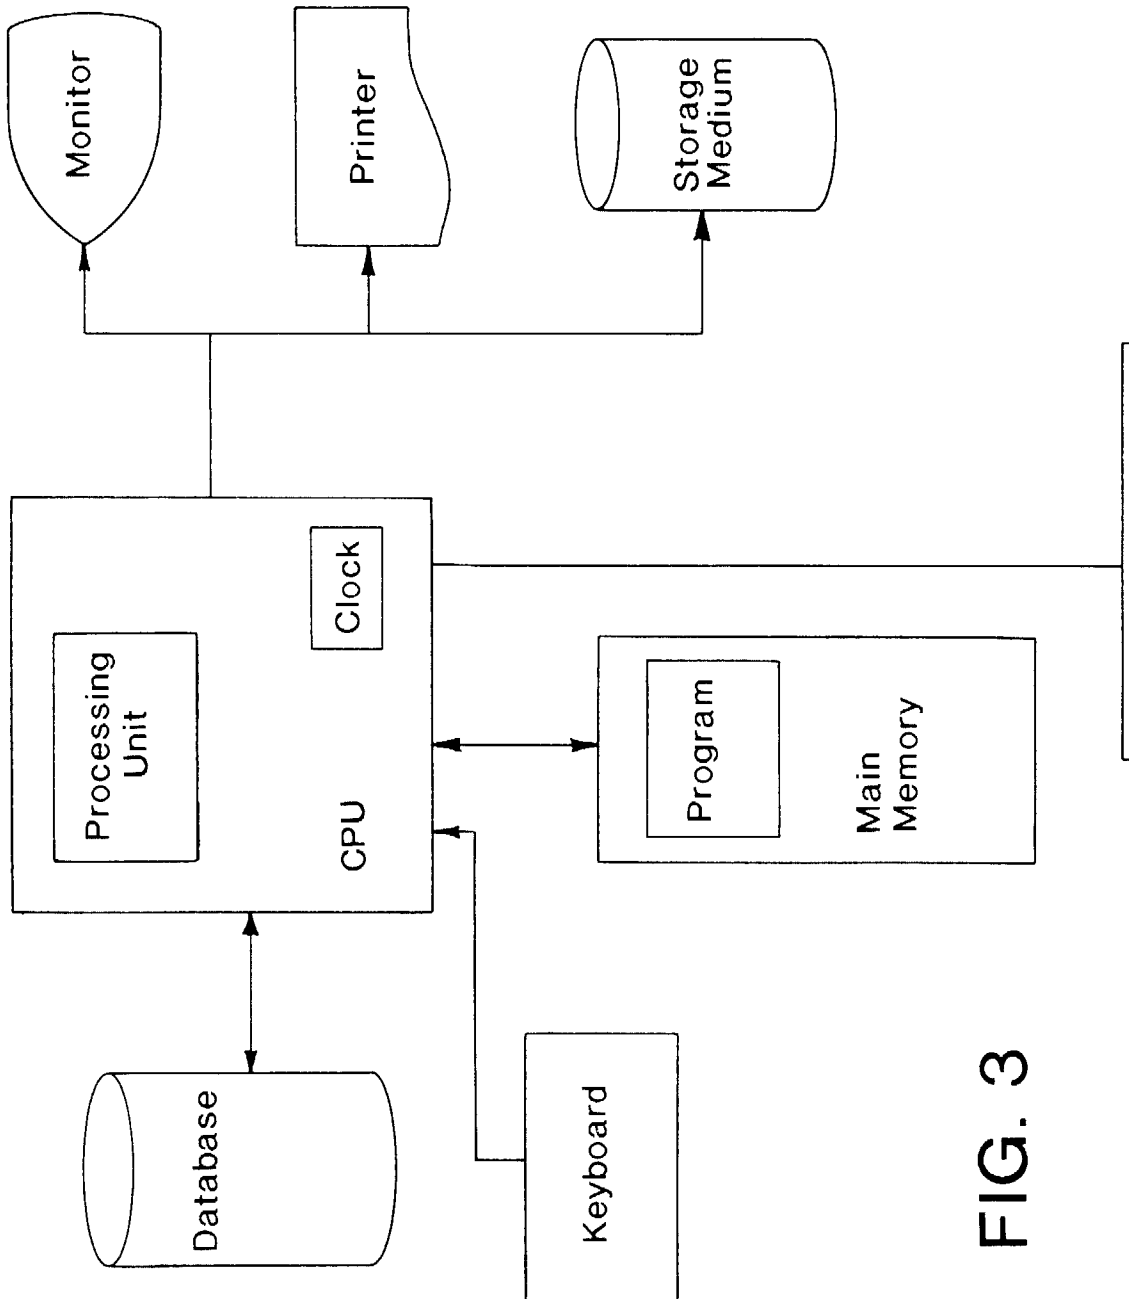 Database
Keyboard
Processing
Unit
CPU
Clock
Program
Main
Memory
Monitor
Printer
Storage
Medium
FIG. 3